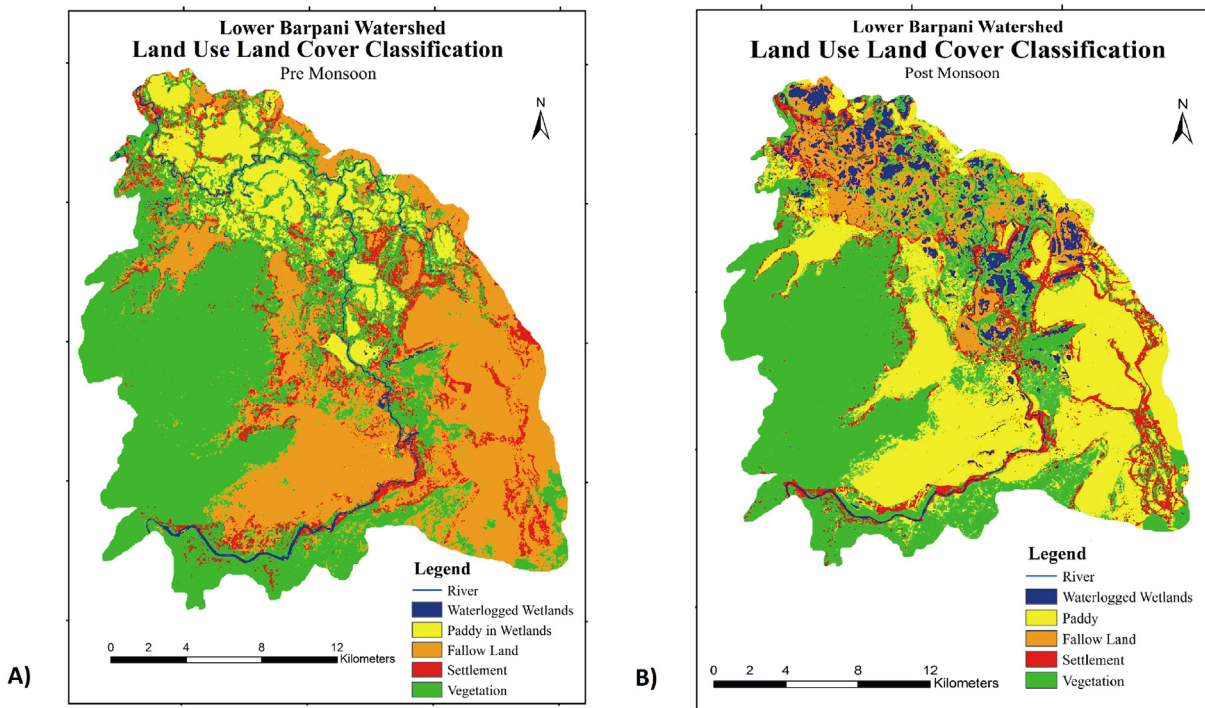 Lower Barpani Watershed
Land Use Land Cover Classification
Pre Monsoon
N
Legend
River
Waterlogged Wetlands
Paddy in Wetlands
Fallow Land
Settlement
Vegetation
0 2 4 8 12
Kilometers
A)
Lower Barpani Watershed
Land Use Land Cover Classification
Post Monsoon
N
Legend
River
Waterlogged Wetlands
Paddy
Fallow Land
Settlement
Vegetation
0 2 4 8 12
Kilometers
B)